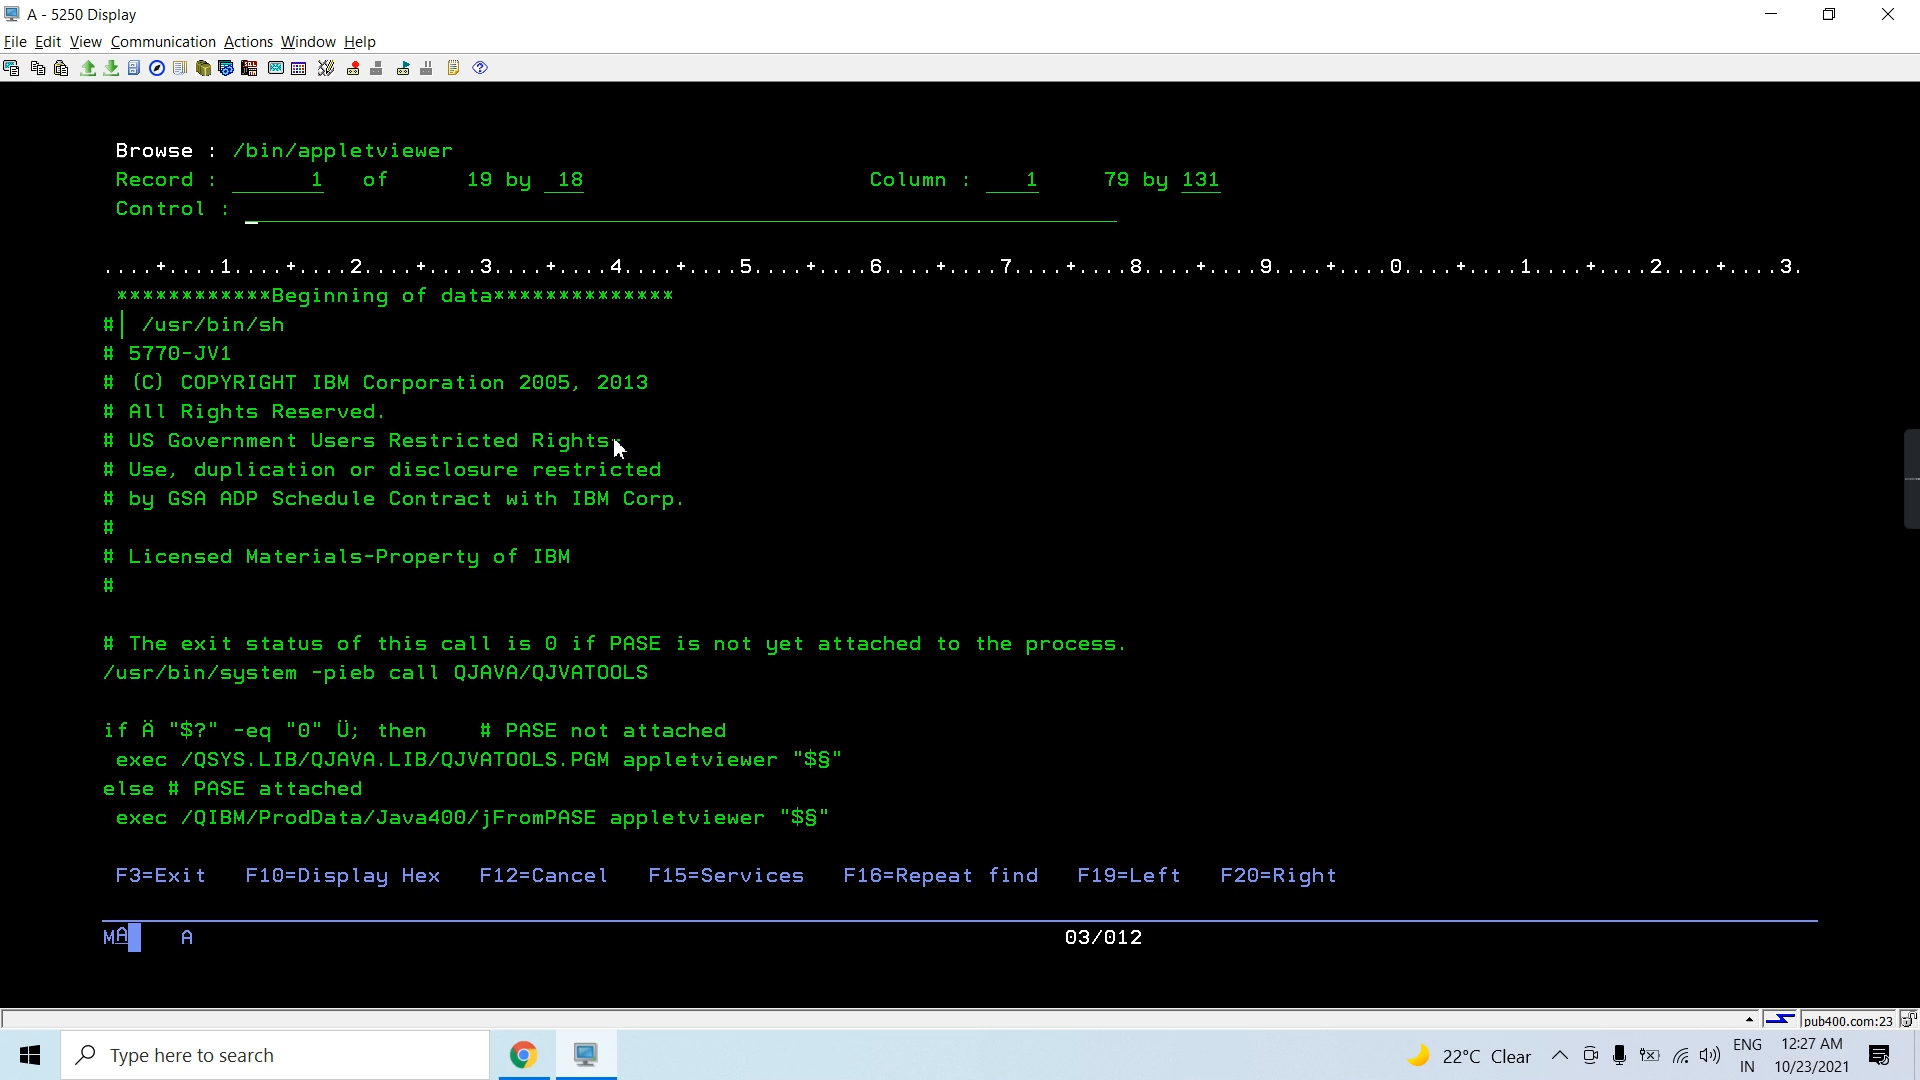 A - 5250 Display
File Edit View Communication Actions Window Help
Browse : /bin/appletviewer
Record : 1 of 19 by 18 Column : 1 79 by 131
Control :
....+....1....+....2....+....3....+....4....+....5....+....6....+....7....+....8....+....9....+....0....+....1....+....2....+....3.
************Beginning of data**************
#| /usr/bin/sh
# 5770-JV1
# (C) COPYRIGHT IBM Corporation 2005, 2013
# All Rights Reserved.
# US Government Users Restricted Rights-
# Use, duplication or disclosure restricted
# by GSA ADP Schedule Contract with IBM Corp.
#
# Licensed Materials-Property of IBM
#
# The exit status of this call is 0 if PASE is not yet attached to the process.
/usr/bin/system -pieb call QJAVA/QJVATOOLS
if Ä "$?" -eq "0" Ü; then # PASE not attached
exec /QSYS.LIB/QJAVA.LIB/QJVATOOLS.PGM appletviewer "$§"
else # PASE attached
exec /QIBM/ProdData/Java400/jFromPASE appletviewer "$§"
F3=Exit F10=Display Hex F12=Cancel F15=Services F16=Repeat find F19=Left F20=Right
MA A 03/012
pub400.com:23
Type here to search
22°C Clear
ENG
IN
12:27 AM
10/23/2021